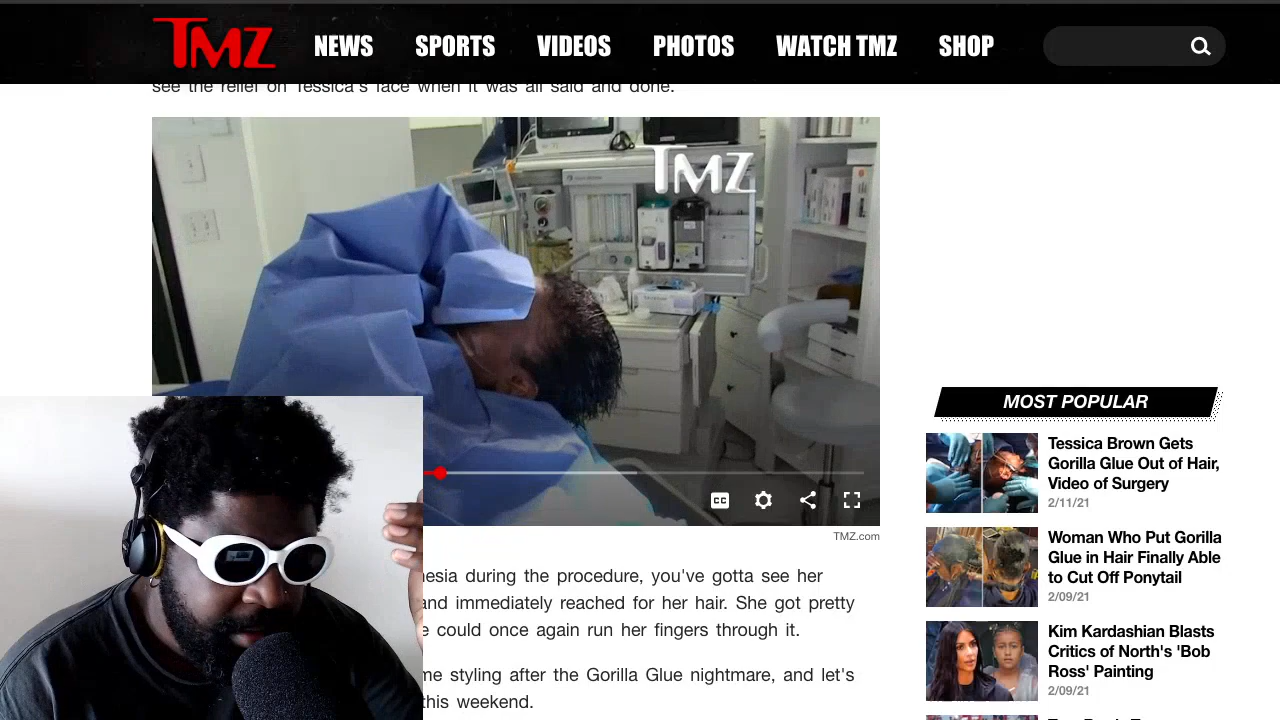 TMZ
NEWS
SPORTS
VIDEOS
PHOTOS
WATCH TMZ
SHOP
see the relief on Tessica's face when it was all said and done.
TMZ
CC
TMZ.com
esia during the procedure, you've gotta see her
and immediately reached for her hair. She got pretty
e could once again run her fingers through it.
me styling after the Gorilla Glue nightmare, and let's
this weekend.
MOST POPULAR
Tessica Brown Gets
Gorilla Glue Out of Hair,
Video of Surgery
2/11/21
Woman Who Put Gorilla
Glue in Hair Finally Able
to Cut Off Ponytail
2/09/21
Kim Kardashian Blasts
Critics of North's 'Bob
Ross' Painting
2/09/21